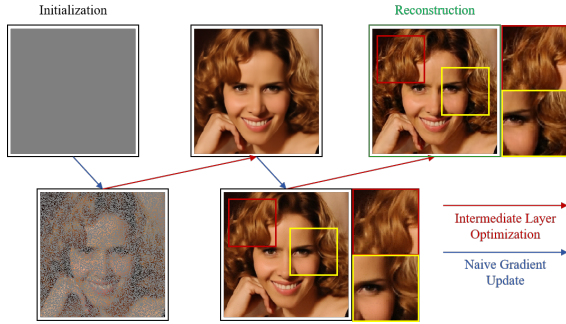 Initialization
Reconstruction
Intermediate Layer
Optimization
Naive Gradient
Update